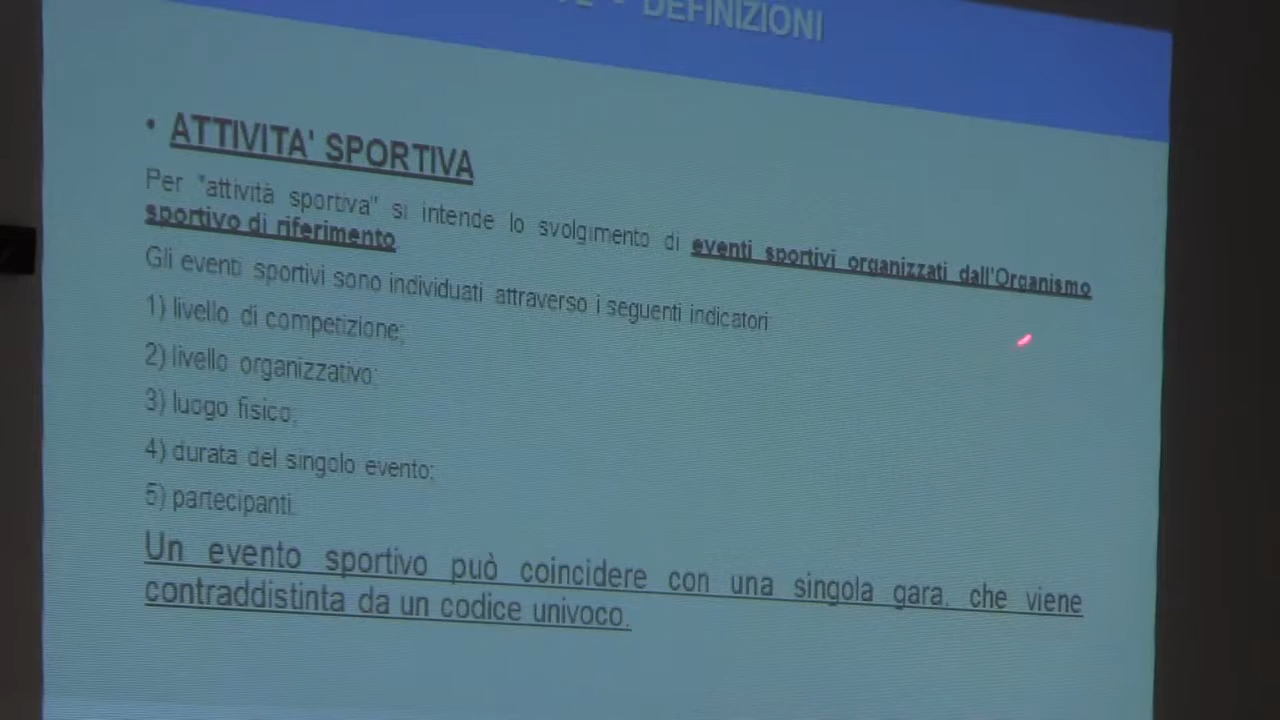 - DEFINIZIONI
• ATTIVITA' SPORTIVA
Per "attività sportiva" si intende lo svolgimento di eventi sportivi organizzati dall'Organismo
sportivo di riferimento
Gli eventi sportivi sono individuati attraverso i seguenti indicatori:
1) livello di competizione;
2) livello organizzativo;
3) luogo fisico;
4) durata del singolo evento;
5) partecipanti.
Un evento sportivo può coincidere con una singola gara, che viene
contraddistinta da un codice univoco.